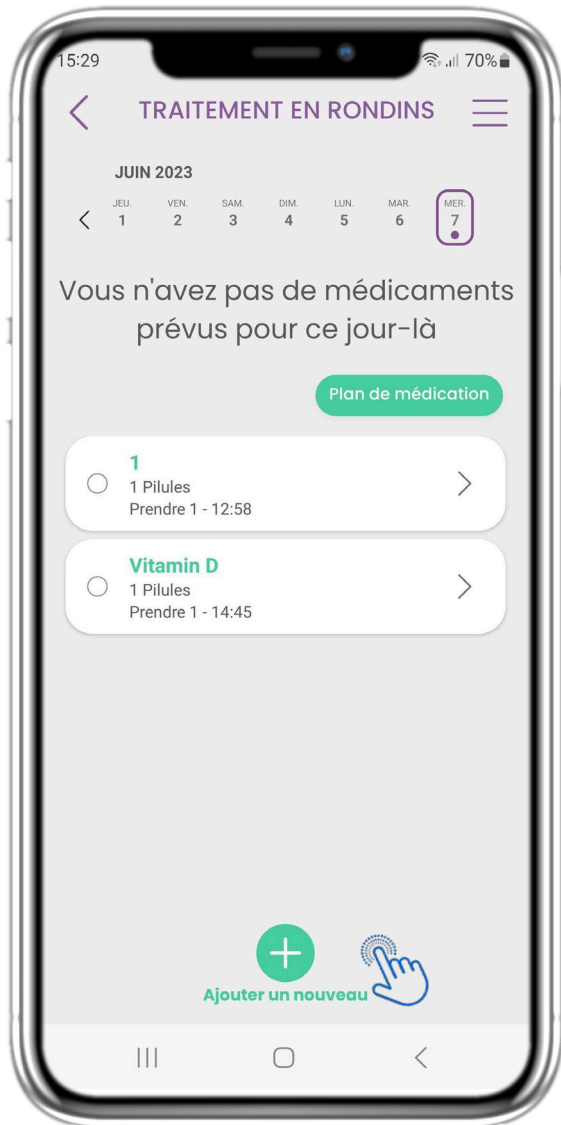 15:29 70%
TRAITEMENT EN RONDINS
JUIN 2023
JEU. VEN. SAM. DIM. LUN. MAR. MER.
1 2 3 4 5 6 7
Vous n'avez pas de médicaments
prévus pour ce jour-là
Plan de médication
1
1 Pilules
Prendre 1 - 12:58
Vitamin D
1 Pilules
Prendre 1 - 14:45
Ajouter un nouveau